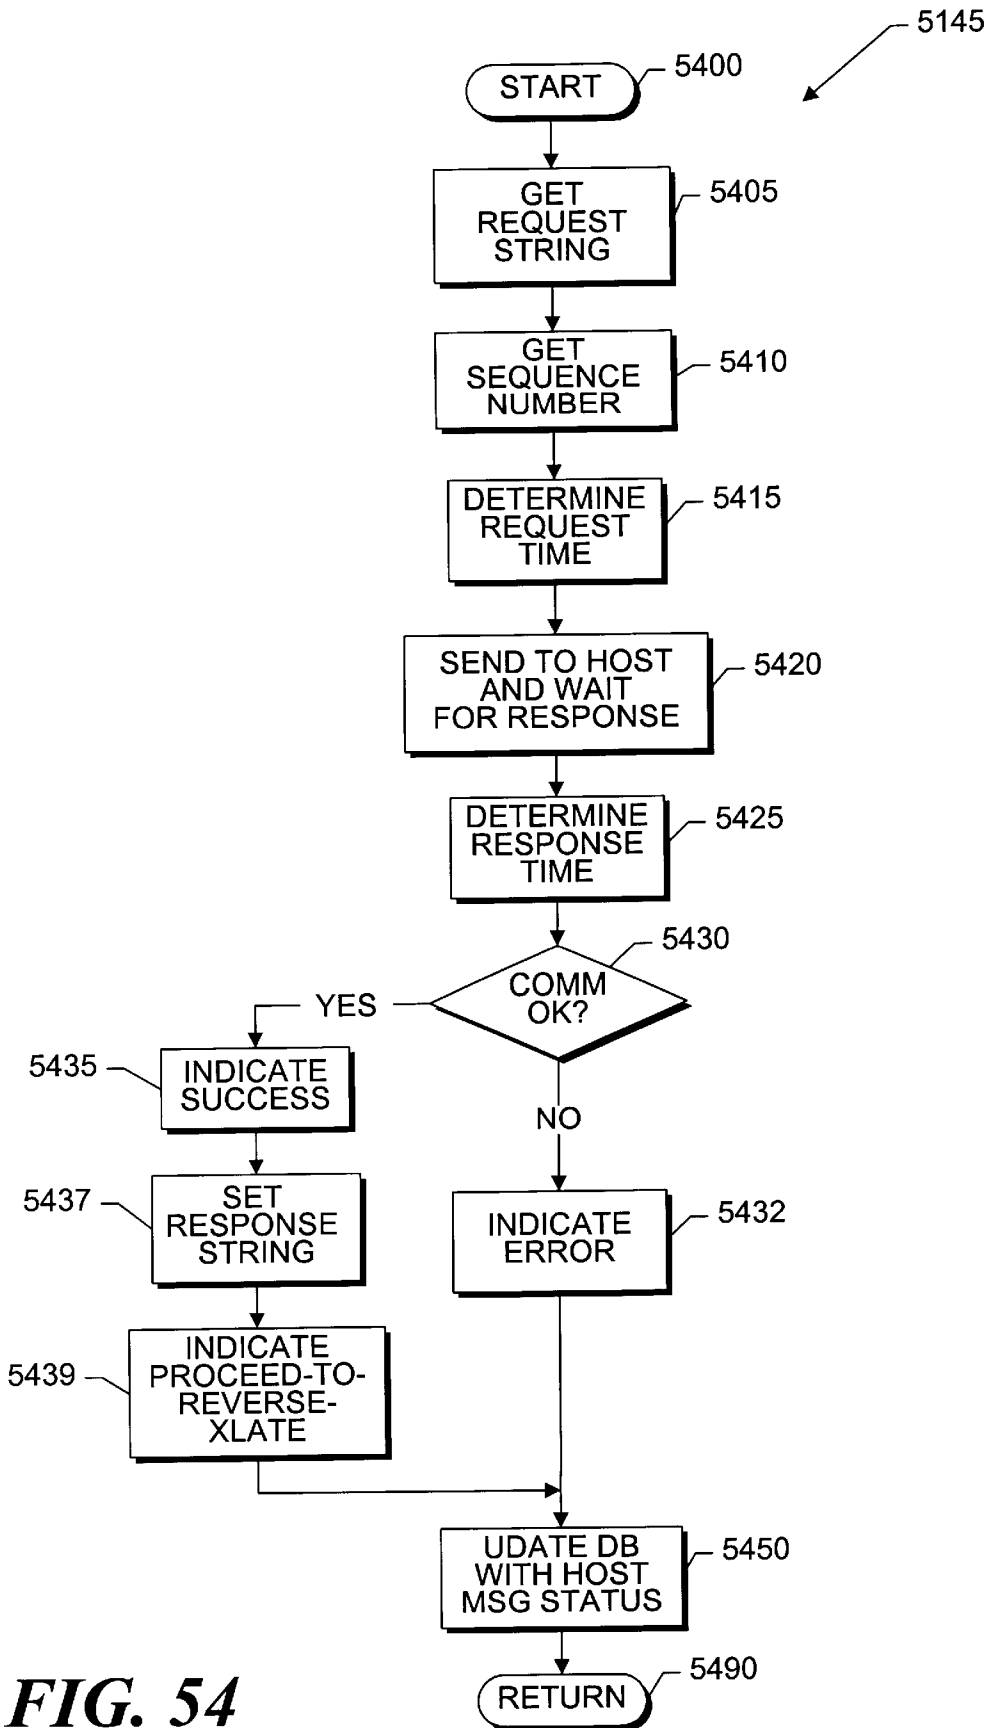 5145
START
5400
GET
REQUEST
STRING
5405
GET
SEQUENCE
NUMBER
5410
DETERMINE
REQUEST
TIME
5415
SEND TO HOST
AND WAIT
FOR RESPONSE
5420
DETERMINE
RESPONSE
TIME
5425
COMM
OK?
5430
YES
5435
INDICATE
SUCCESS
NO
5437
SET
RESPONSE
STRING
INDICATE
ERROR
5432
5439
INDICATE
PROCEED-TO-
REVERSE-
XLATE
UDATE DB
WITH HOST
MSG STATUS
5450
RETURN
5490
FIG. 54